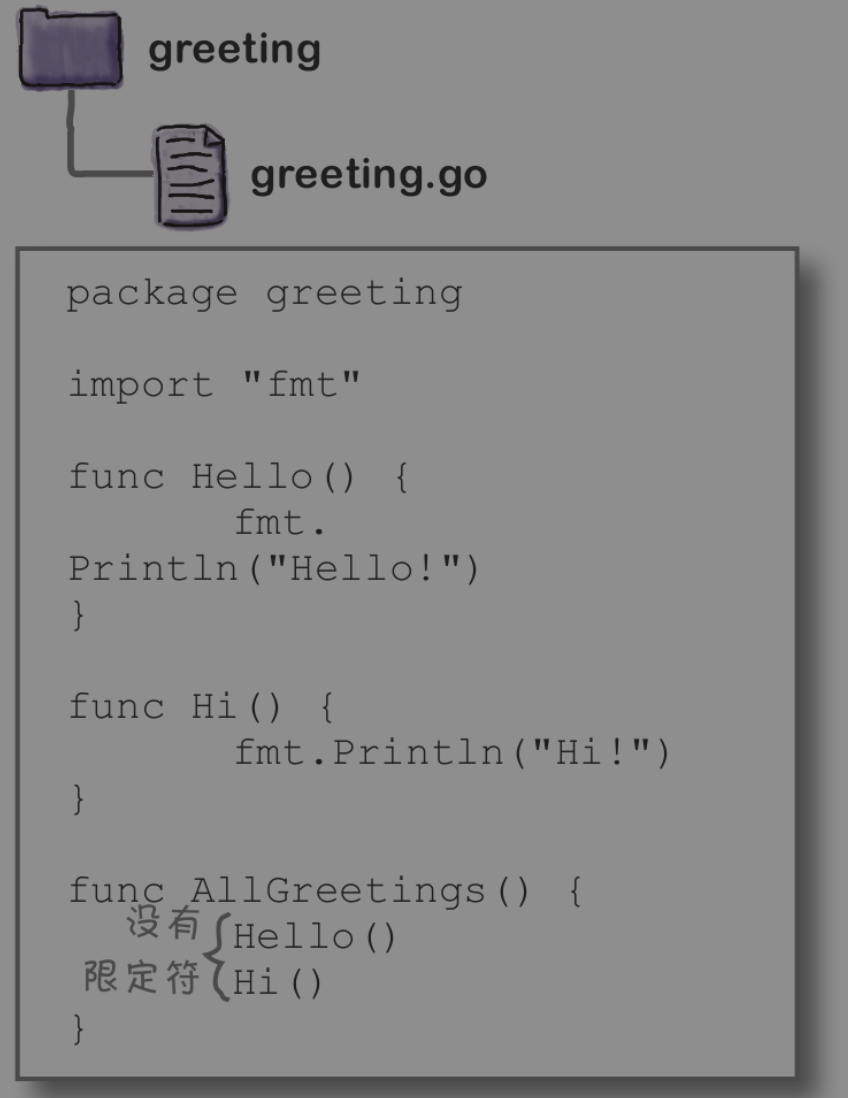 greeting
greeting.go
package greeting
import "fmt"
func Hello() {
fmt.
Println("Hello!")
}
func Hi() {
fmt.Println("Hi!")
}
func AllGreetings() {
没有
Hello()
限定符
Hi()
}